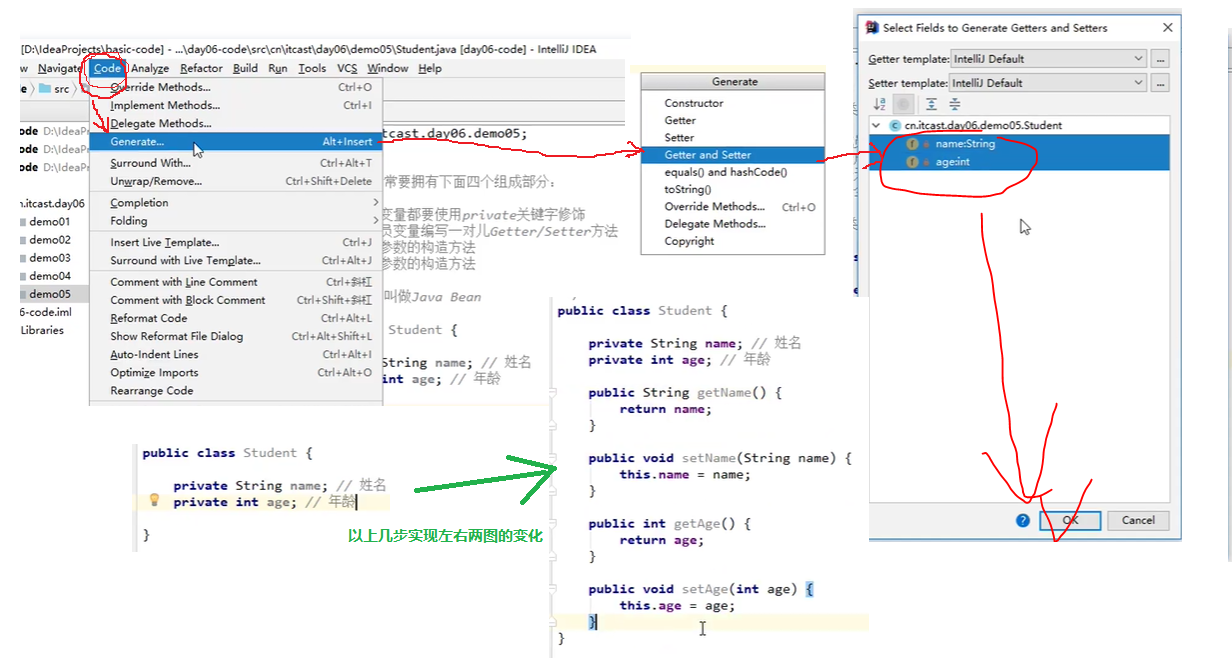 [D:\IdeaProjects\basic-code] - ...\day06-code\src\cn\itcast\day06\demo05\Student.java [day06-code] - IntelliJ IDEA
w Navigate Code Analyze Refactor Build Run Tools VCS Window Help
src
ode D:\IdeaPr
ode D:\IdeaPr
ode D:\IdeaPr
n.itcast.day06
demo01
demo02
demo03
demo04
demo05
6-code.iml
Libraries
Override Methods... Ctrl+O
Implement Methods... Ctrl+I
Delegate Methods...
Generate... Alt+Insert
Surround With... Ctrl+Alt+T
Unwrap/Remove... Ctrl+Shift+Delete
Completion
Folding
Insert Live Template... Ctrl+J
Surround with Live Template... Ctrl+Alt+J
Comment with Line Comment Ctrl+斜杠
Comment with Block Comment Ctrl+Shift+斜杠
Reformat Code Ctrl+Alt+L
Show Reformat File Dialog Ctrl+Alt+Shift+L
Auto-Indent Lines Ctrl+Alt+I
Optimize Imports Ctrl+Alt+O
Rearrange Code
tcast.day06.demo05;
常要拥有下面四个组成部分：
变量都要使用private关键字修饰
员变量编写一对儿Getter/Setter方法
参数的构造方法
参数的构造方法
叫做Java Bean
Student {
String name; // 姓名
int age; // 年龄
Generate
Constructor
Getter
Setter
Getter and Setter
equals() and hashCode()
toString()
Override Methods... Ctrl+O
Delegate Methods...
Copyright
Select Fields to Generate Getters and Setters
Getter template: IntelliJ Default ...
Setter template: IntelliJ Default ...
cn.itcast.day06.demo05.Student
name:String
age:int
? OK Cancel
public class Student {
private String name; // 姓名
private int age; // 年龄
}
以上几步实现左右两图的变化
public class Student {
private String name; // 姓名
private int age; // 年龄
public String getName() {
return name;
}
public void setName(String name) {
this.name = name;
}
public int getAge() {
return age;
}
public void setAge(int age) {
this.age = age;
}
}